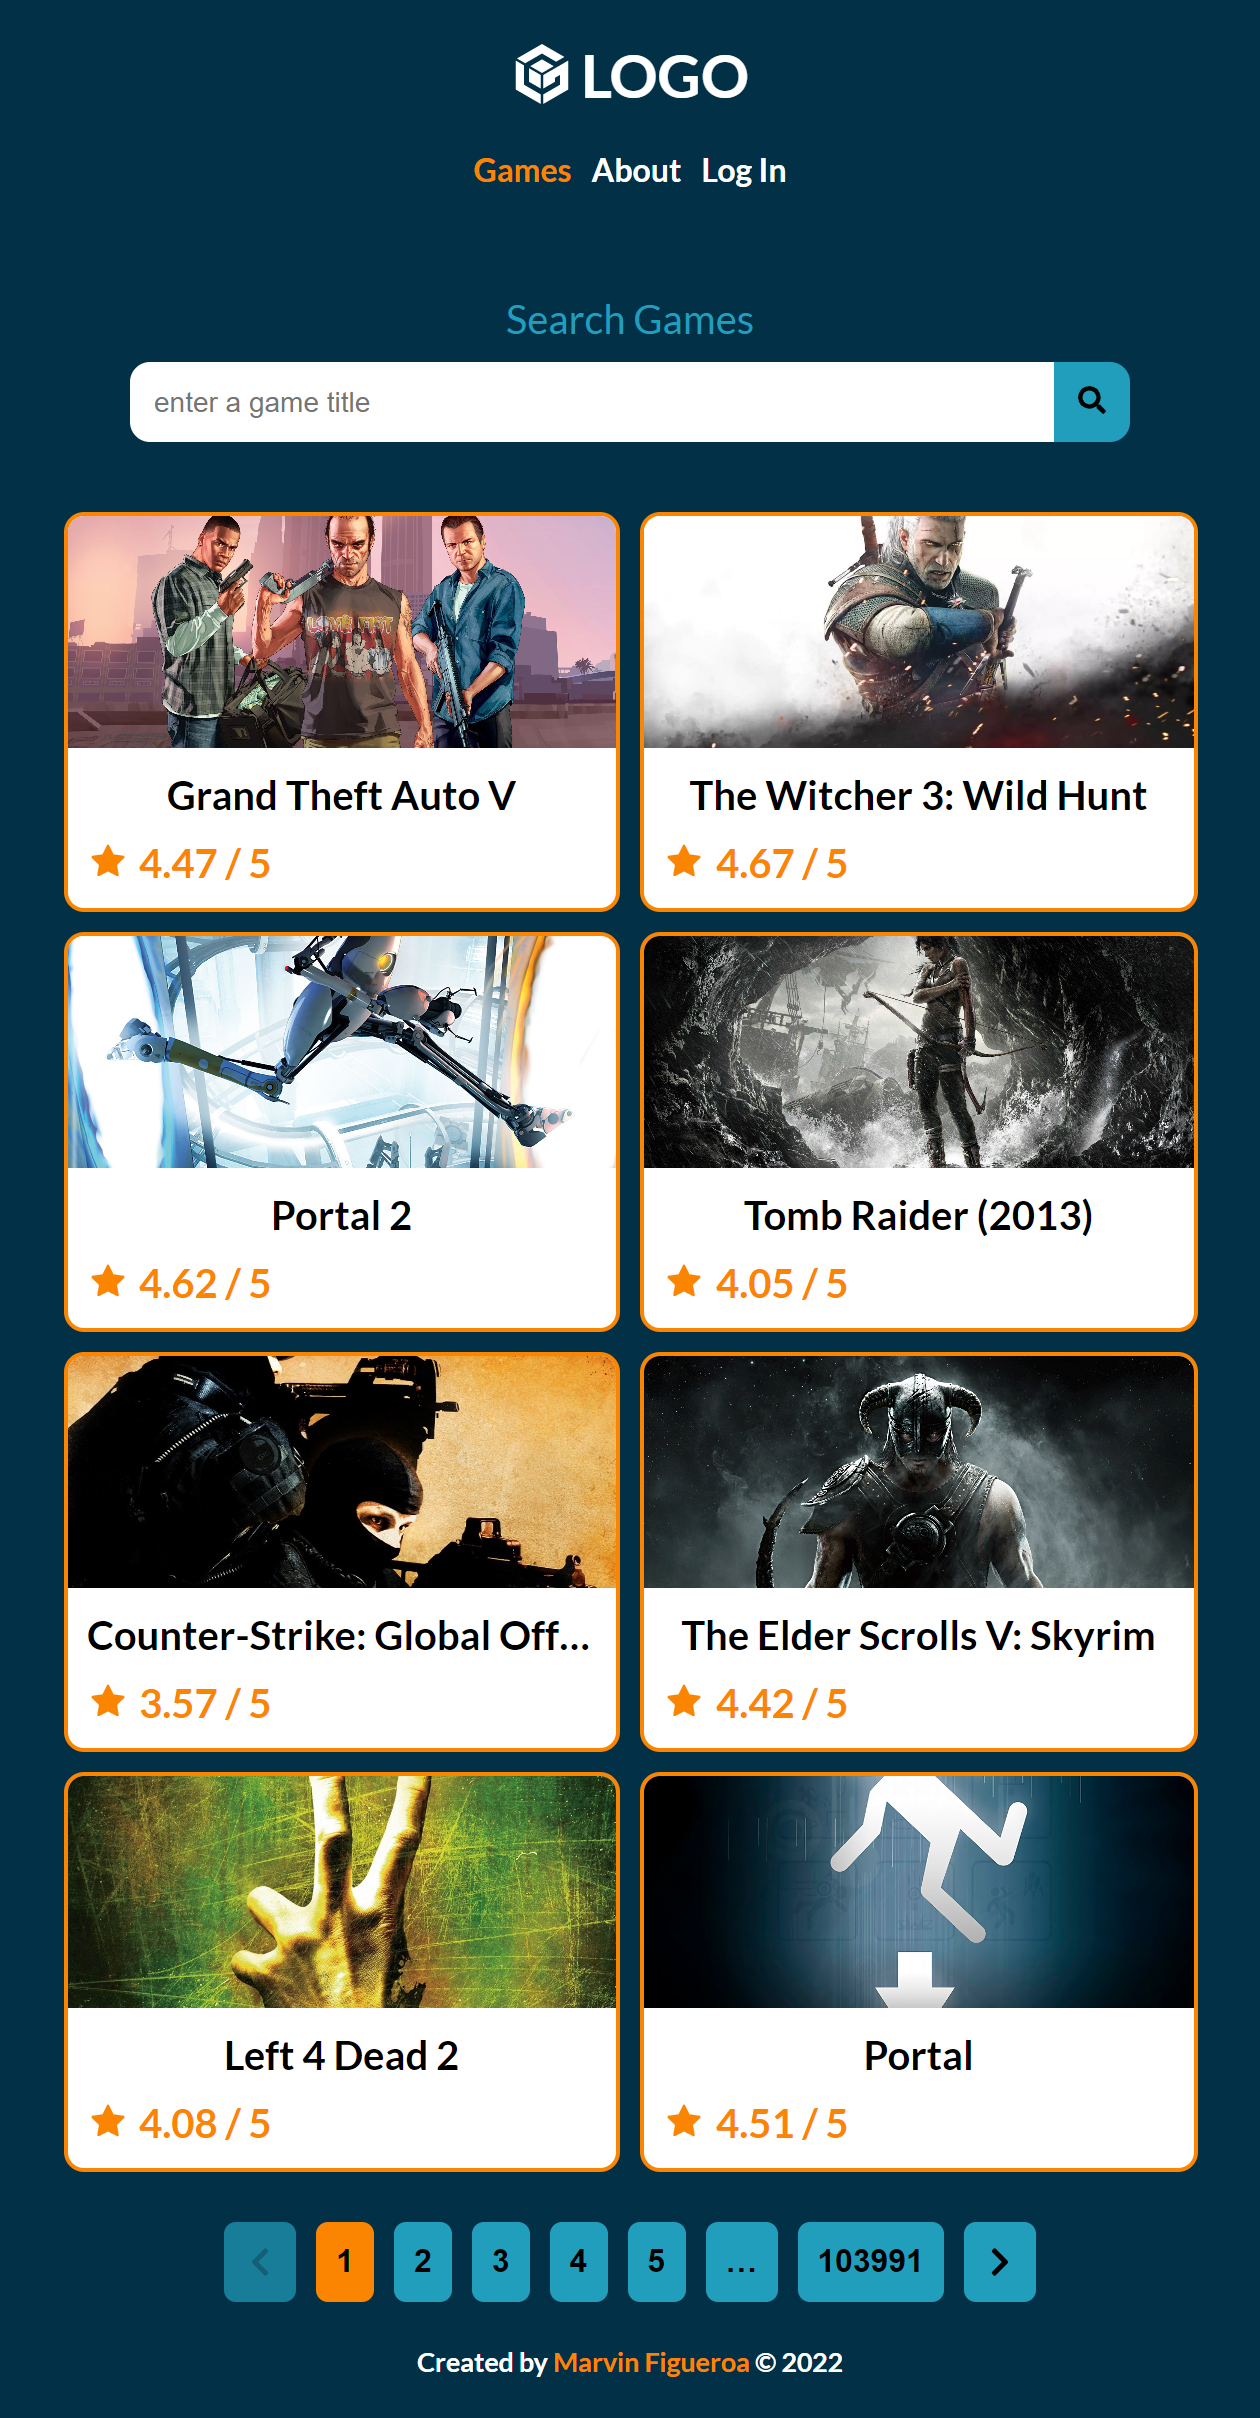 LOGO
Games About Log In
Search Games
enter a game title
Grand Theft Auto V
4.47 / 5
The Witcher 3: Wild Hunt
4.67 / 5
Portal 2
4.62 / 5
Tomb Raider (2013)
4.05 / 5
Counter-Strike: Global Off...
3.57 / 5
The Elder Scrolls V: Skyrim
4.42 / 5
Left 4 Dead 2
4.08 / 5
Portal
4.51 / 5
1 2 3 4 5 ... 103991
Created by Marvin Figueroa © 2022